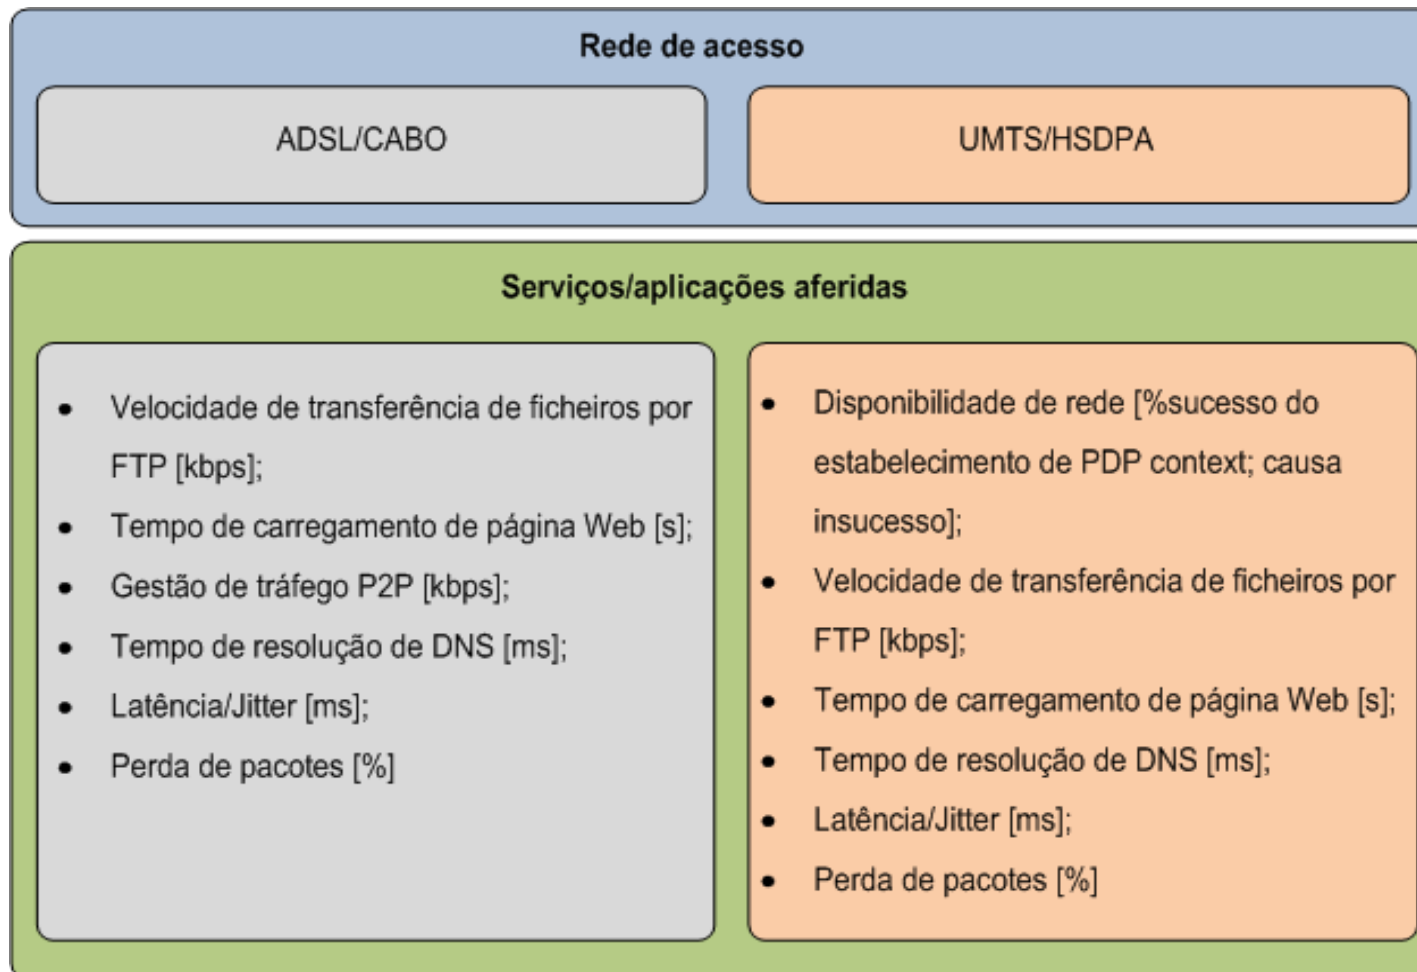 Rede de acesso
ADSL/CABO
UMTS/HSDPA
Serviços/aplicações aferidas
• Velocidade de transferência de ficheiros por
FTP [kbps];
• Tempo de carregamento de página Web [s];
• Gestão de tráfego P2P [kbps];
• Tempo de resolução de DNS [ms];
• Latência/Jitter [ms];
• Perda de pacotes [%]
• Disponibilidade de rede [%sucesso do
estabelecimento de PDP context; causa
insucesso];
• Velocidade de transferência de ficheiros por
FTP [kbps];
• Tempo de carregamento de página Web [s];
• Tempo de resolução de DNS [ms];
• Latência/Jitter [ms];
• Perda de pacotes [%]